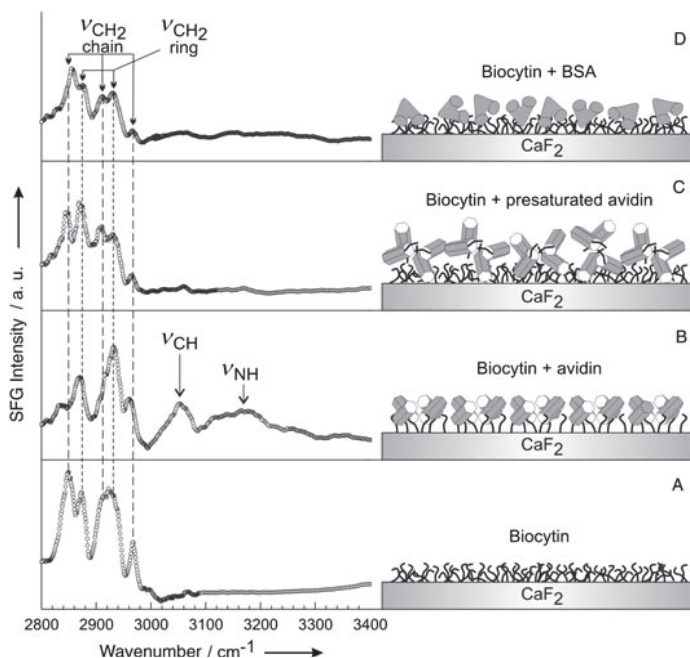 νCH2
chain
νCH2
ring
D
Biocytin + BSA
CaF2
C
Biocytin + presaturated avidin
CaF2
νCH
νNH
B
Biocytin + avidin
CaF2
A
Biocytin
CaF2
SFG Intensity / a. u.
2800 2900 3000 3100 3200 3300 3400
Wavenumber / cm-1